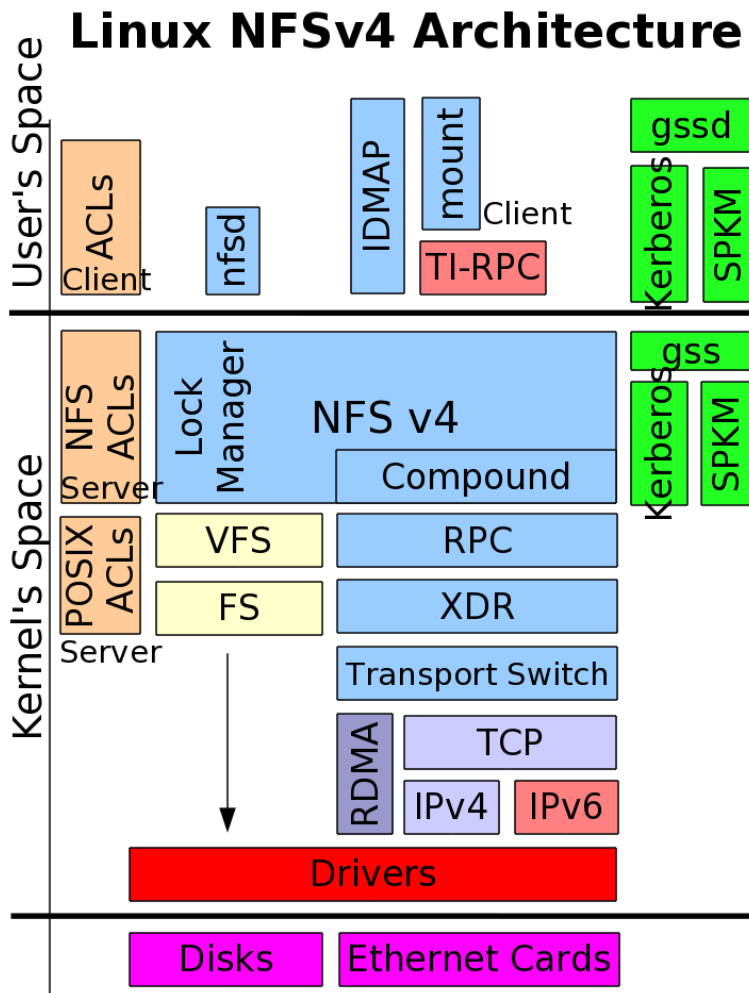 Linux NFSv4 Architecture
User's Space
ACLs
Client
nfsd
IDMAP
mount
Client
TI-RPC
gssd
Kerberos
SPKM
Kernel's Space
NFS
ACLs
Server
Lock
Manager
NFS v4
Compound
gss
Kerberos
SPKM
POSIX
ACLs
Server
VFS
RPC
FS
XDR
Transport Switch
RDMA
TCP
IPv4
IPv6
Drivers
Disks
Ethernet Cards